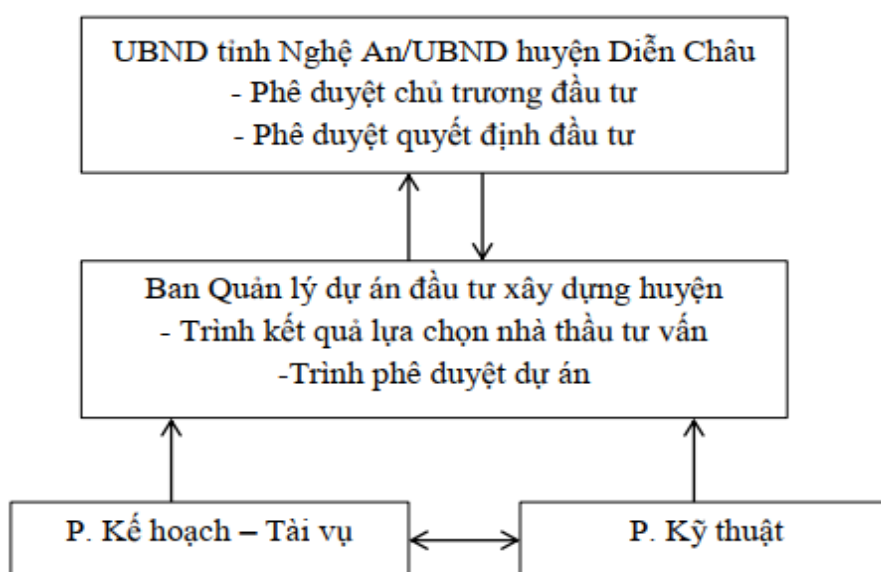 UBND tỉnh Nghệ An/UBND huyện Diễn Châu
- Phê duyệt chủ trương đầu tư
- Phê duyệt quyết định đầu tư
Ban Quản lý dự án đầu tư xây dựng huyện
- Trình kết quả lựa chọn nhà thầu tư vấn
-Trình phê duyệt dự án
P. Kế hoạch – Tài vụ
P. Kỹ thuật